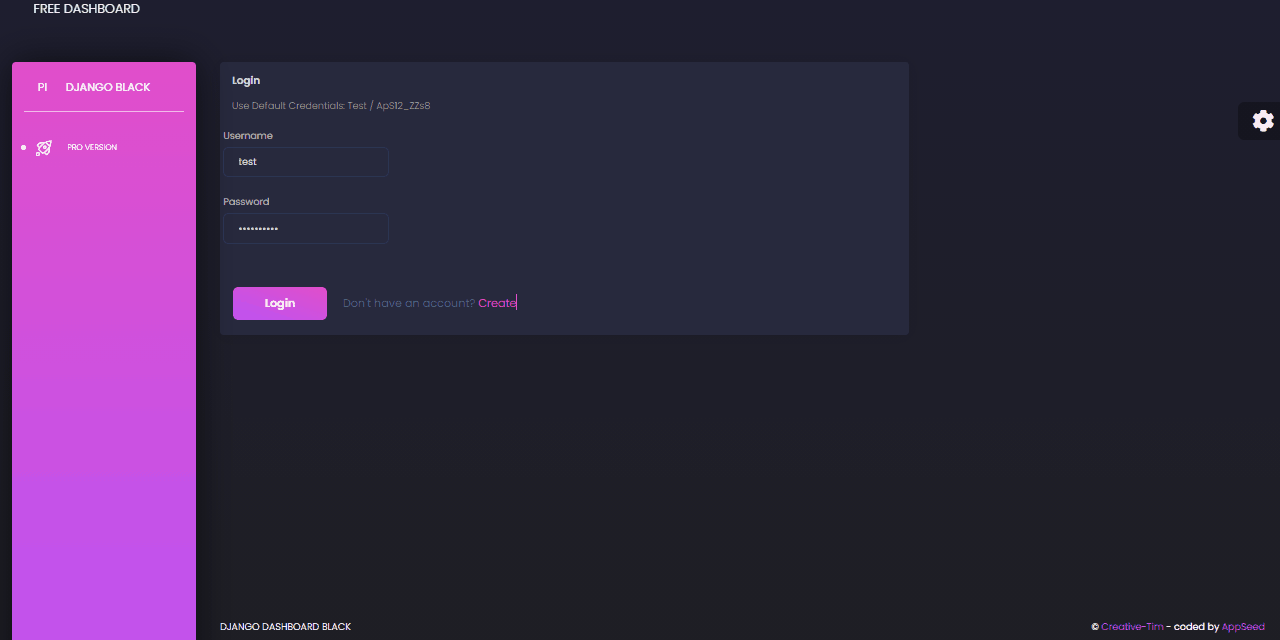 FREE DASHBOARD
PI DJANGO BLACK
PRO VERSION
Login
Use Default Credentials: Test / ApS12_ZZs8
Username
test
Password
••••••••••
Login Don't have an account? Create
DJANGO DASHBOARD BLACK
© Creative-Tim - coded by AppSeed